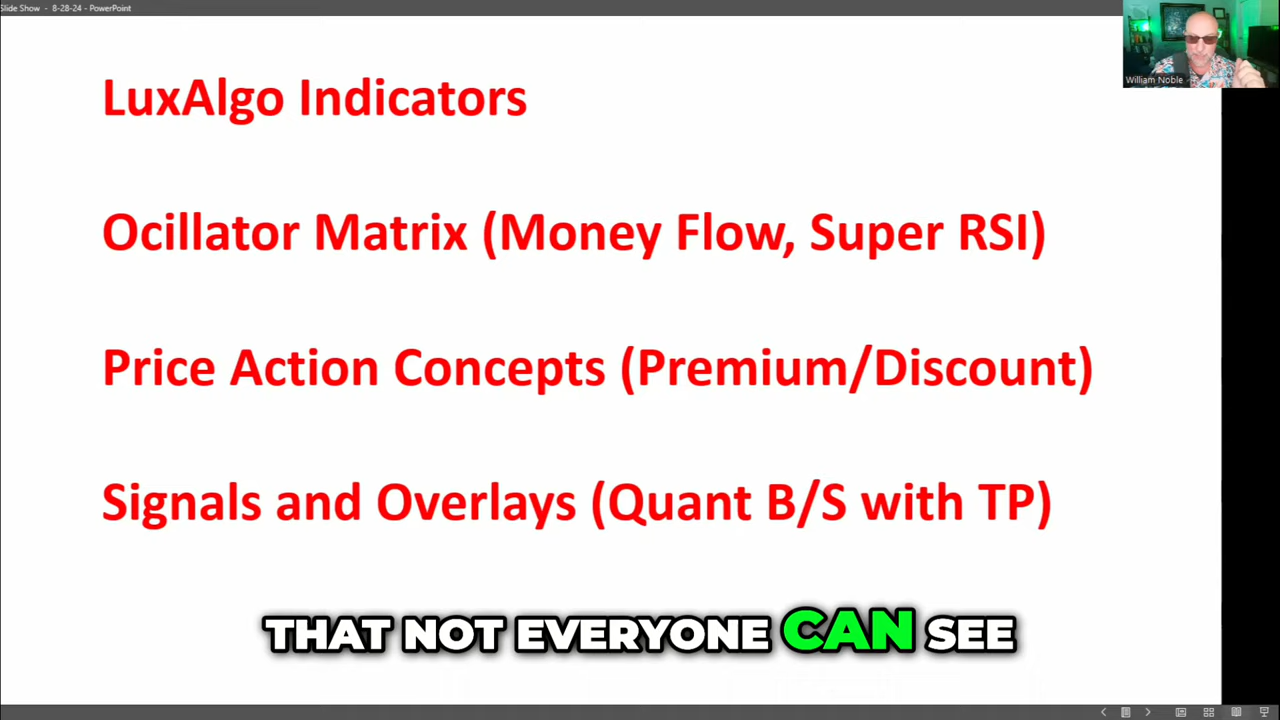 Slide Show - 8-28-24 - PowerPoint
William Noble
LuxAlgo Indicators
Ocillator Matrix (Money Flow, Super RSI)
Price Action Concepts (Premium/Discount)
Signals and Overlays (Quant B/S with TP)
THAT NOT EVERYONE CAN SEE